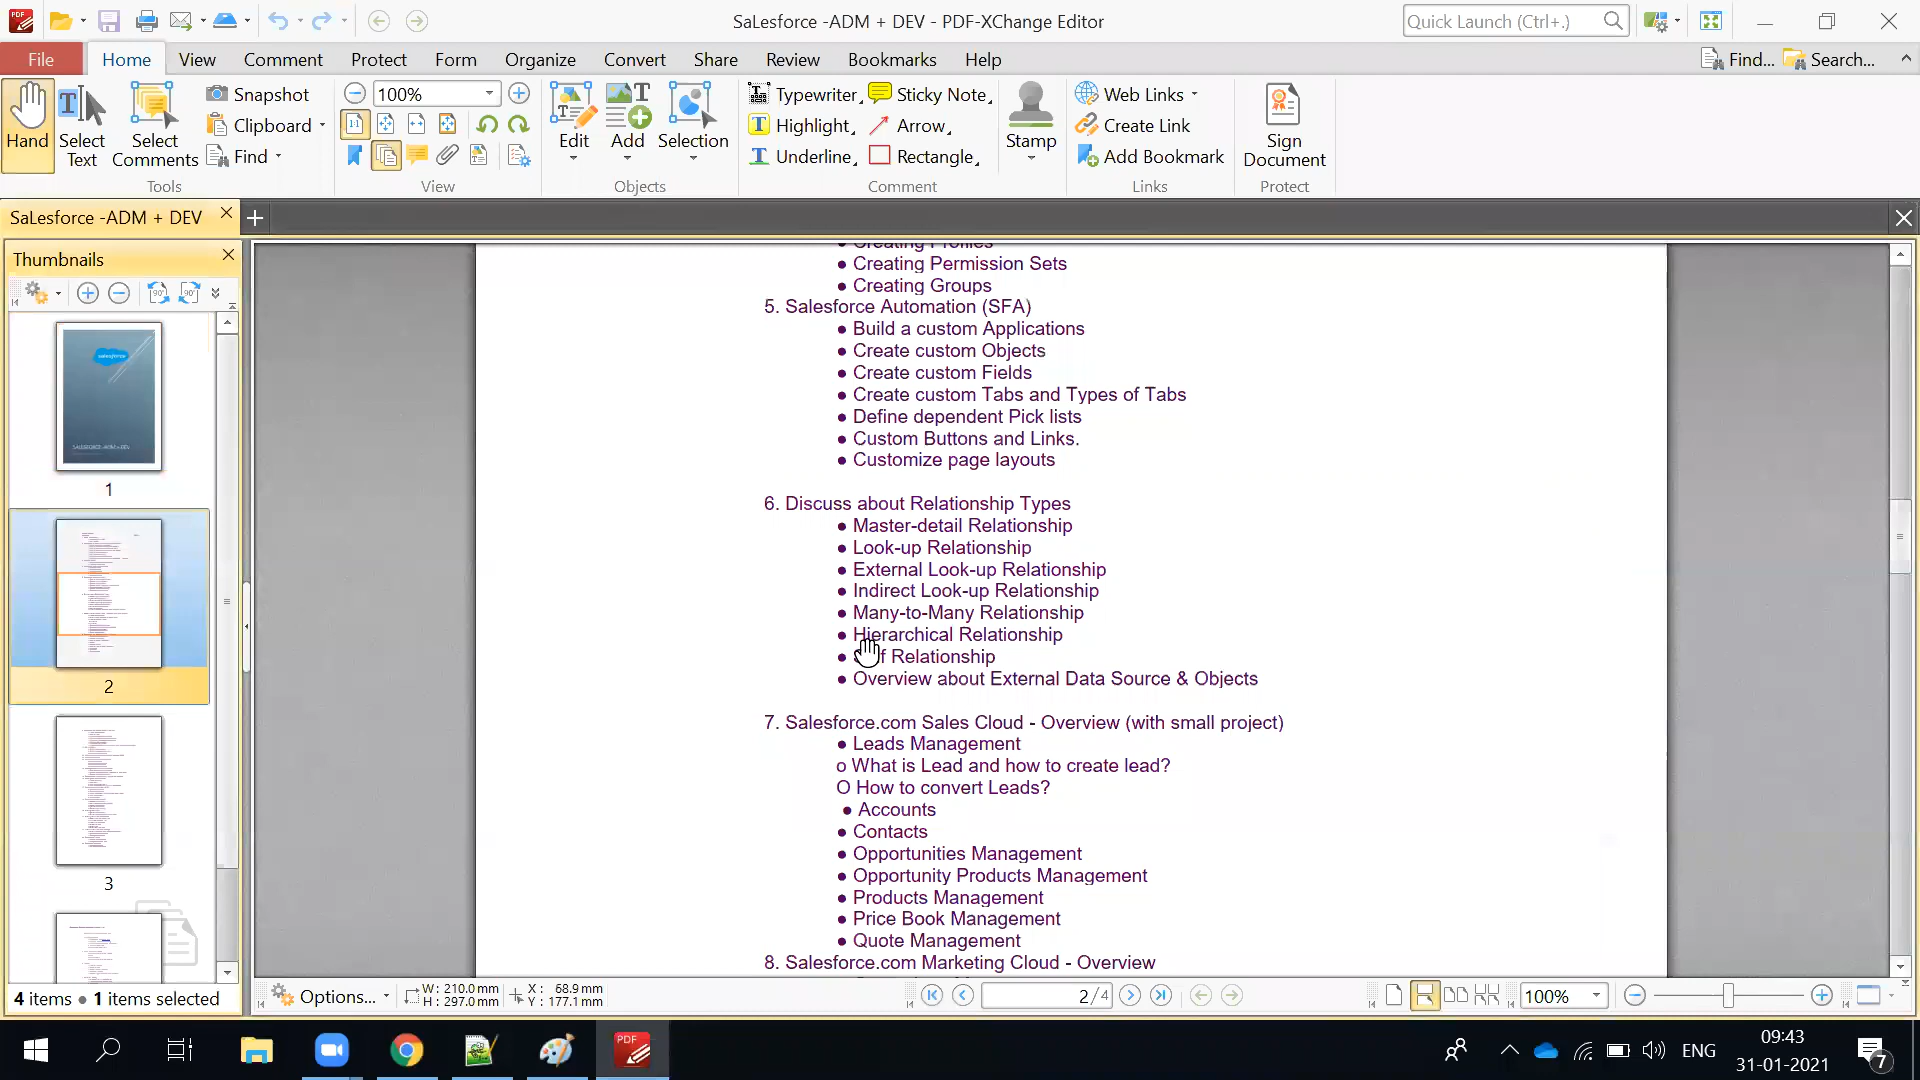 SaLesforce -ADM + DEV - PDF-XChange Editor
Quick Launch (Ctrl+.)
File
Home
View
Comment
Protect
Form
Organize
Convert
Share
Review
Bookmarks
Help
Find...
Search...
Hand
Select Text
Select Comments
Snapshot
Clipboard
Find
Tools
100%
View
Edit
Add
Selection
Objects
Typewriter
Highlight
Underline
Sticky Note
Arrow
Rectangle
Stamp
Comment
Web Links
Create Link
Add Bookmark
Links
Sign Document
Protect
SaLesforce -ADM + DEV
Thumbnails
1
2
3
4 items • 1 items selected
● Creating Profiles
● Creating Permission Sets
● Creating Groups
5. Salesforce Automation (SFA)
● Build a custom Applications
● Create custom Objects
● Create custom Fields
● Create custom Tabs and Types of Tabs
● Define dependent Pick lists
● Custom Buttons and Links.
● Customize page layouts
6. Discuss about Relationship Types
● Master-detail Relationship
● Look-up Relationship
● External Look-up Relationship
● Indirect Look-up Relationship
● Many-to-Many Relationship
● Hierarchical Relationship
● Relationship
● Overview about External Data Source & Objects
7. Salesforce.com Sales Cloud - Overview (with small project)
● Leads Management
o What is Lead and how to create lead?
O How to convert Leads?
● Accounts
● Contacts
● Opportunities Management
● Opportunity Products Management
● Products Management
● Price Book Management
● Quote Management
8. Salesforce.com Marketing Cloud - Overview
Options...
W: 210.0 mm
H: 297.0 mm
X: 68.9 mm
Y: 177.1 mm
2 / 4
100%
ENG
09:43
31-01-2021
7